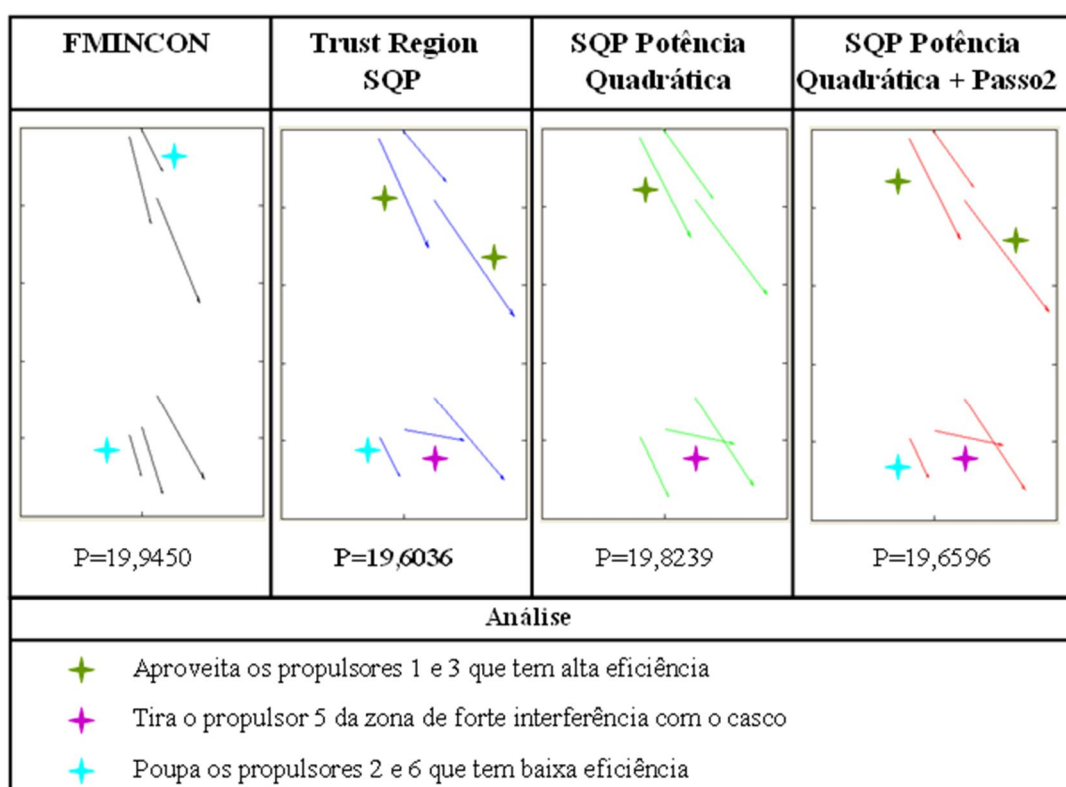 FMINCON
Trust Region
SQP
SQP Potência
Quadrática
SQP Potência
Quadrática + Passo2
P=19,9450
P=19,6036
P=19,8239
P=19,6596
Análise
Aproveita os propulsores 1 e 3 que tem alta eficiência
Tira o propulsor 5 da zona de forte interferência com o casco
Poupa os propulsores 2 e 6 que tem baixa eficiência